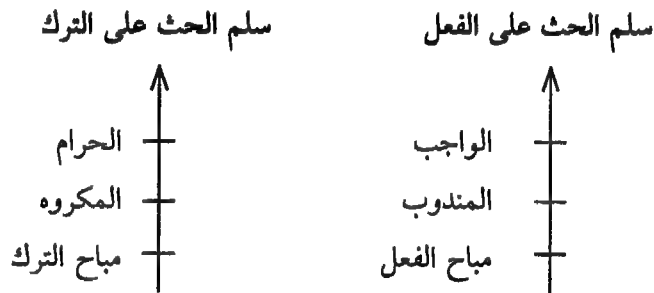 سلم الحث على الفعل
الواجب
المندوب
مباح الفعل
سلم الحث على الترك
الحرام
المكروه
مباح الترك